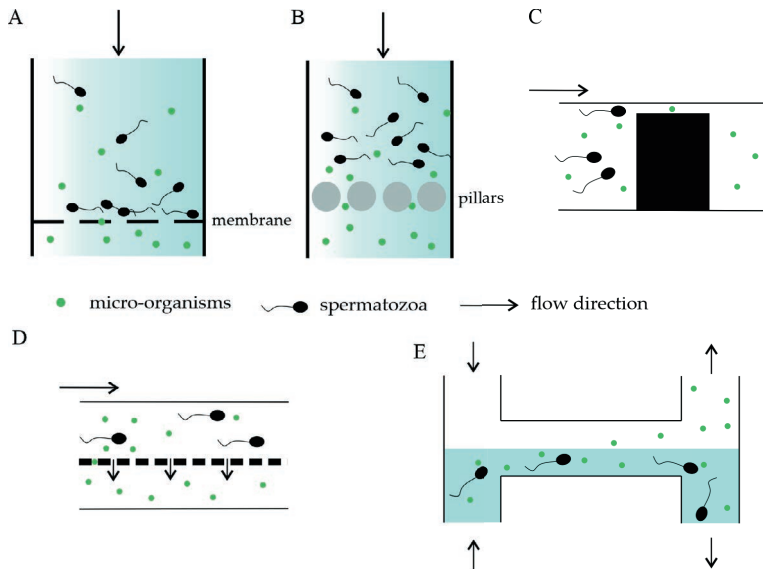 A
B
C
membrane
pillars
micro-organisms
spermatozoa
flow direction
D
E